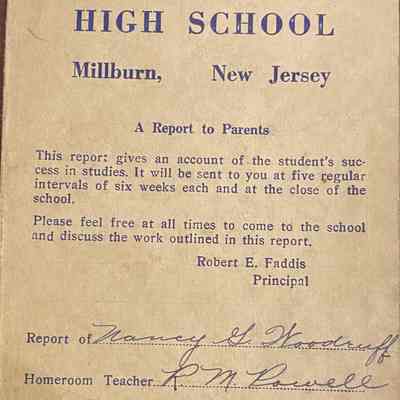 HIGH SCHOOL
Millburn, New Jersey
A Report to Parents
This report gives an account of the student's suc-
cess in studies. It will be sent to you at five regular
intervals of six weeks each and at the close of the
school.
Please feel free at all times to come to the school
and discuss the work outlined in this report.
Robert E. Faddis
Principal
Report of Nancy G Woodruff
Homeroom Teacher R M Powell